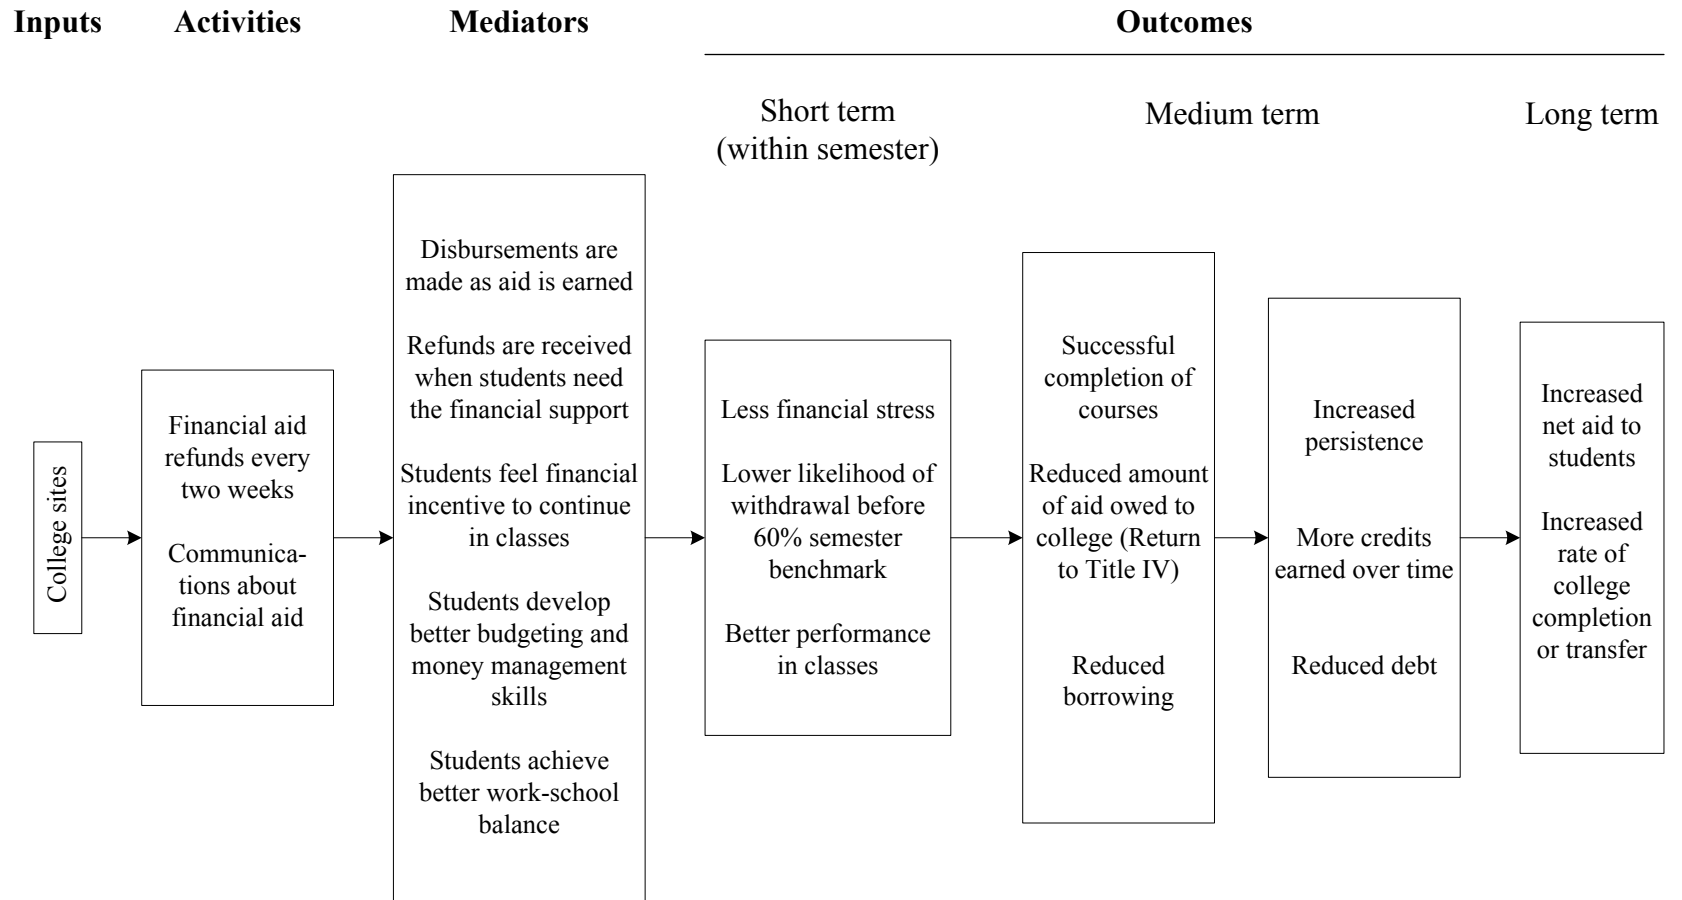 Inputs
Activities
Mediators
Outcomes
Short term
(within semester)
Medium term
Long term
College sites
Financial aid
refunds every
two weeks
Communica-
tions about
financial aid
Disbursements are
made as aid is earned
Refunds are received
when students need
the financial support
Students feel financial
incentive to continue
in classes
Students develop
better budgeting and
money management
skills
Students achieve
better work-school
balance
Less financial stress
Lower likelihood of
withdrawal before
60% semester
benchmark
Better performance
in classes
Successful
completion of
courses
Reduced amount
of aid owed to
college (Return
to Title IV)
Reduced
borrowing
Increased
persistence
More credits
earned over time
Reduced debt
Increased
net aid to
students
Increased
rate of
college
completion
or transfer